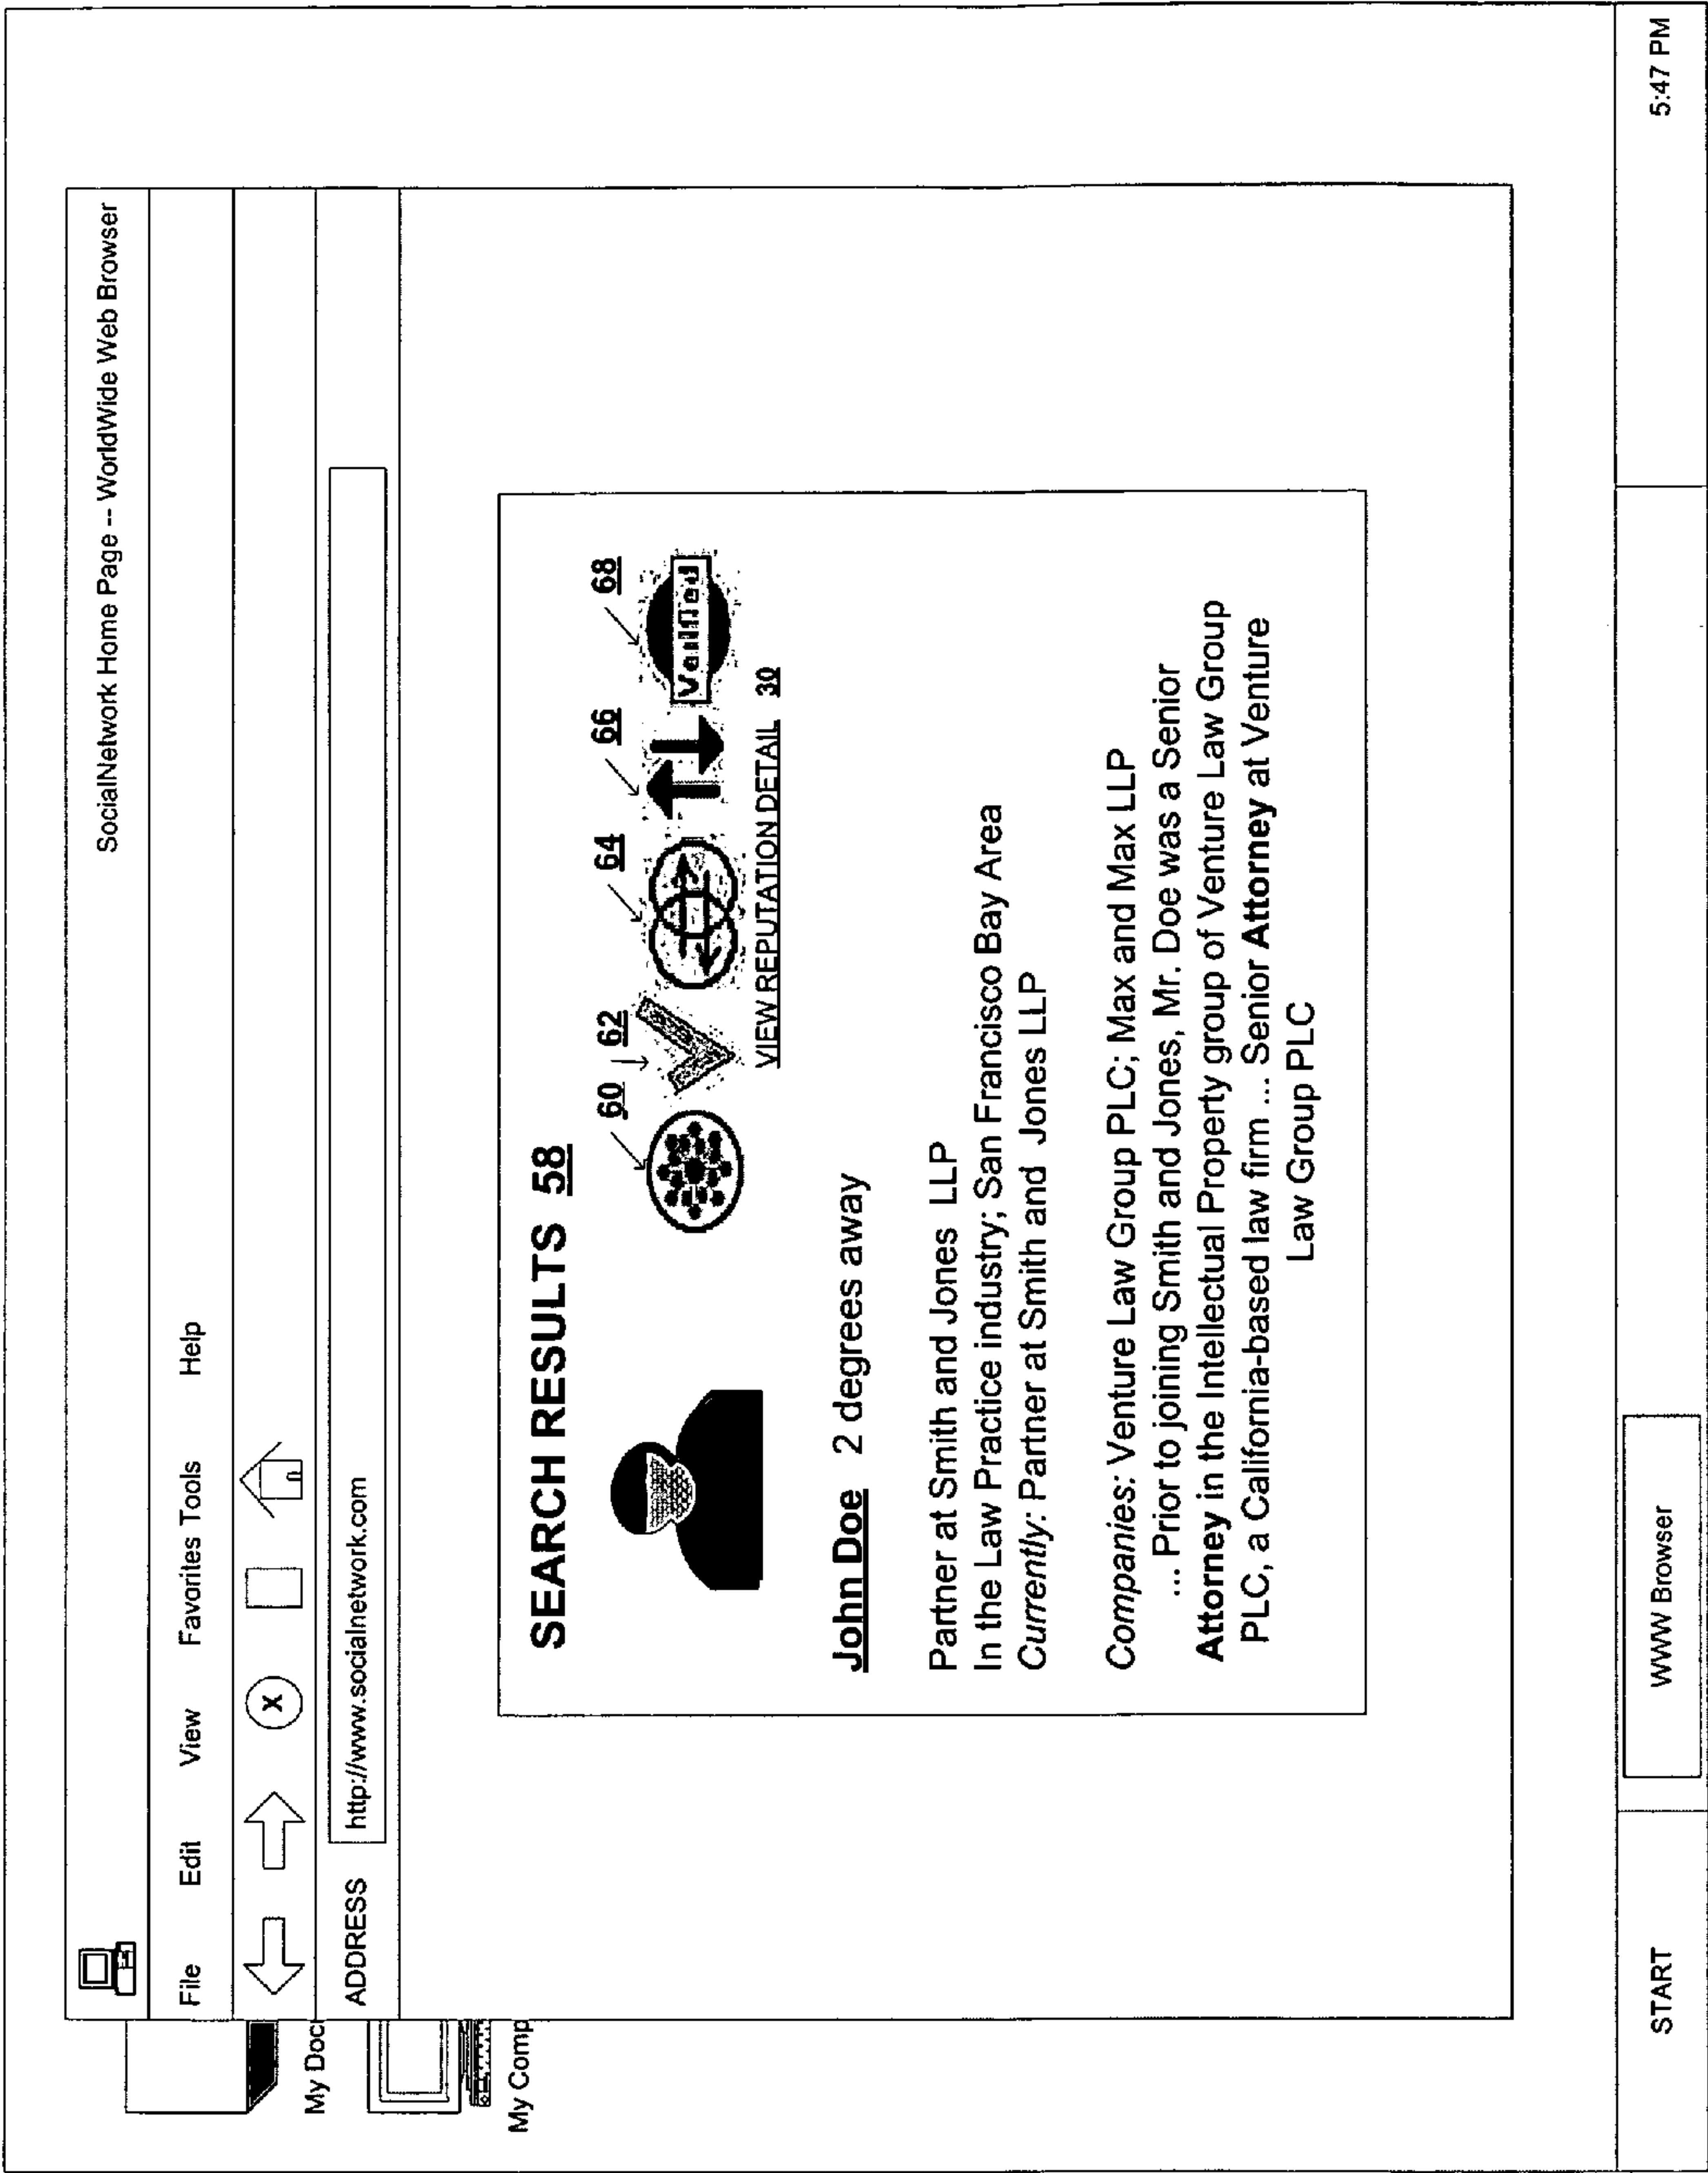 SocialNetwork Home Page -- WorldWide Web Browser
File Edit View Favorites Tools Help
X
ADDRESS http://www.socialnetwork.com
My Doc
My Comp
SEARCH RESULTS 58
60 62 64 66 68
Verified
VIEW REPUTATION DETAIL 30
John Doe 2 degrees away
Partner at Smith and Jones LLP
In the Law Practice industry; San Francisco Bay Area
Currently: Partner at Smith and Jones LLP
Companies: Venture Law Group PLC; Max and Max LLP
... Prior to joining Smith and Jones, Mr. Doe was a Senior
Attorney in the Intellectual Property group of Venture Law Group
PLC, a California-based law firm ... Senior Attorney at Venture
Law Group PLC
START WWW Browser 5:47 PM